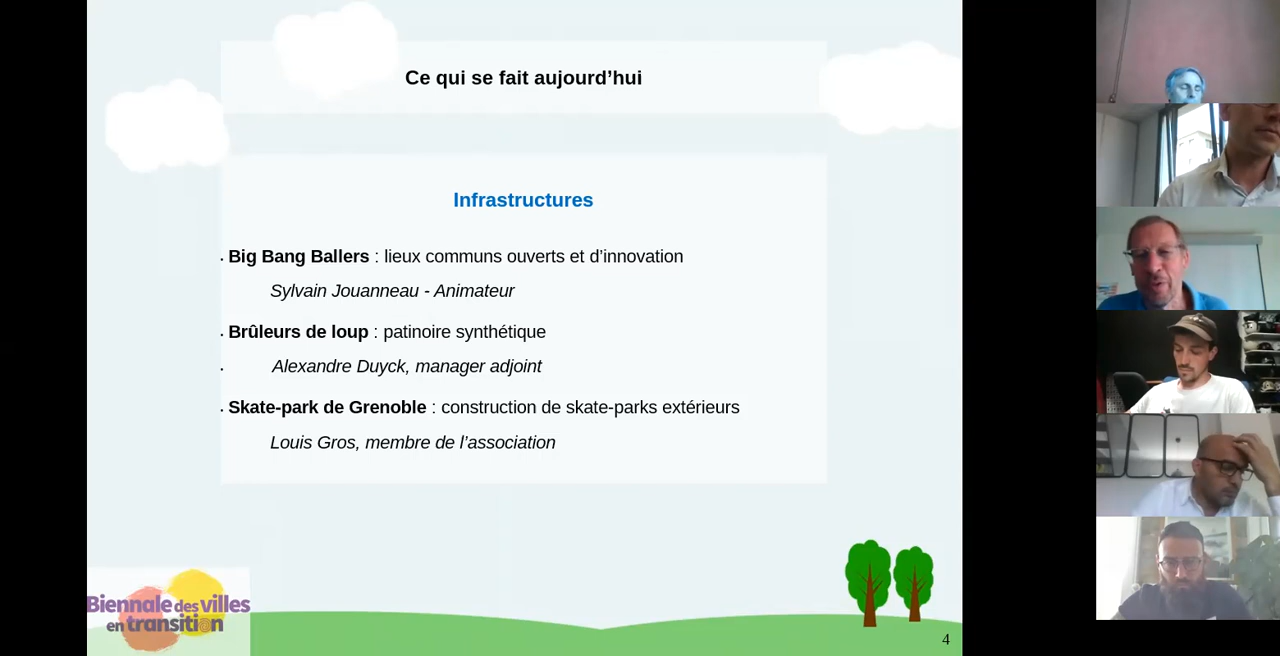 Ce qui se fait aujourd’hui
Infrastructures
Big Bang Ballers : lieux communs ouverts et d’innovation
Sylvain Jouanneau - Animateur
Brûleurs de loup : patinoire synthétique
Alexandre Duyck, manager adjoint
Skate-park de Grenoble : construction de skate-parks extérieurs
Louis Gros, membre de l’association
Biennale des villes
en transition
4